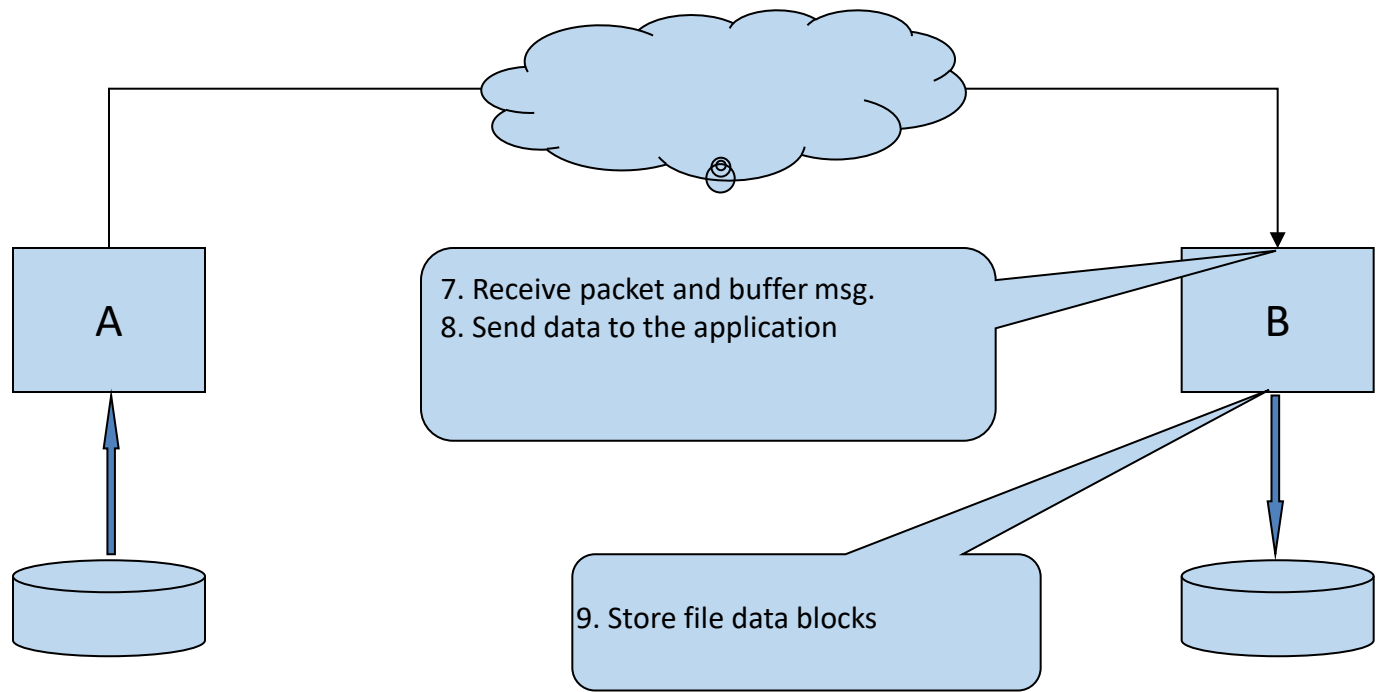 A
7. Receive packet and buffer msg.
8. Send data to the application
B
9. Store file data blocks